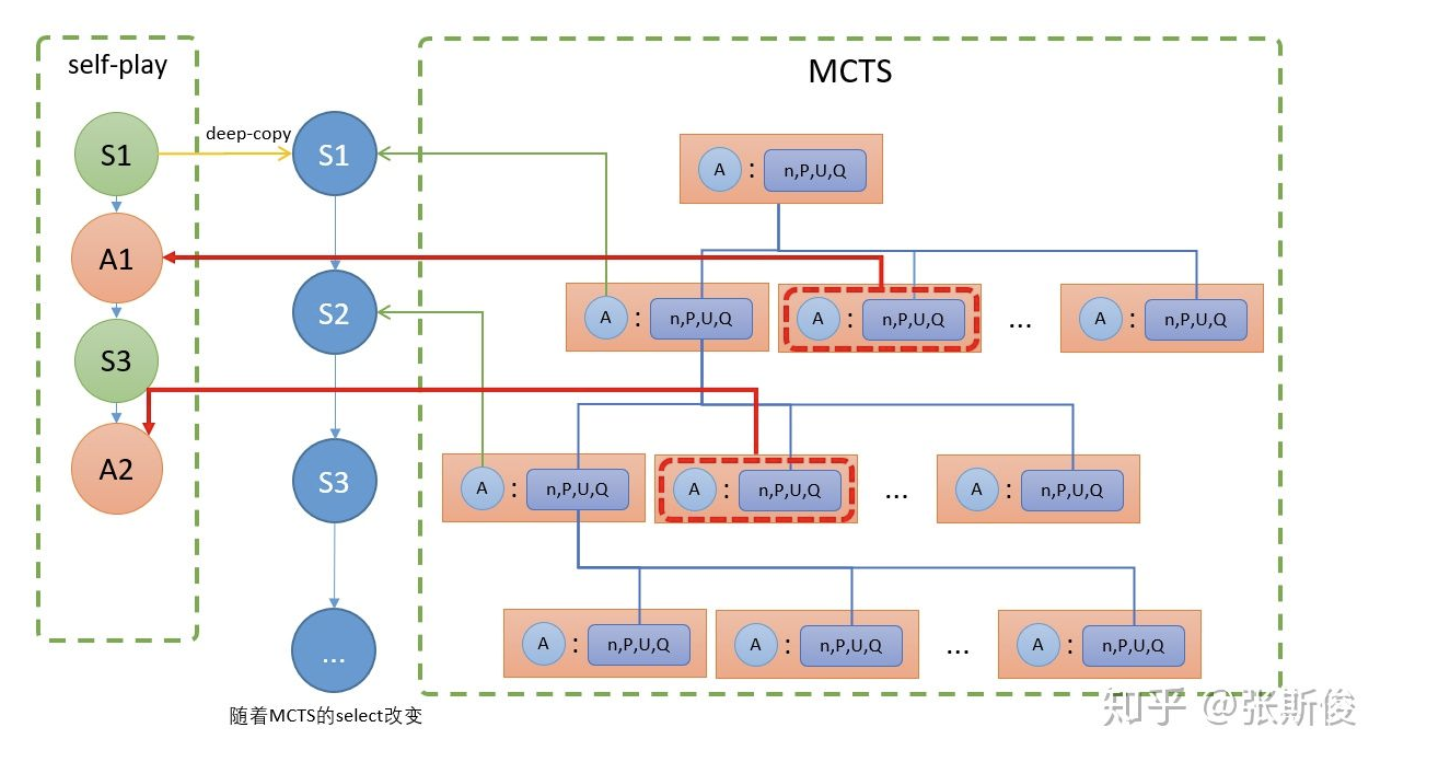 self-play
MCTS
S1
deep-copy
S1
A : n,P,U,Q
A1
S2
A : n,P,U,Q
A : n,P,U,Q
...
A : n,P,U,Q
S3
A2
S3
A : n,P,U,Q
A : n,P,U,Q
...
A : n,P,U,Q
...
A : n,P,U,Q
A : n,P,U,Q
...
A : n,P,U,Q
随着MCTS的select改变
知乎 @张斯俊